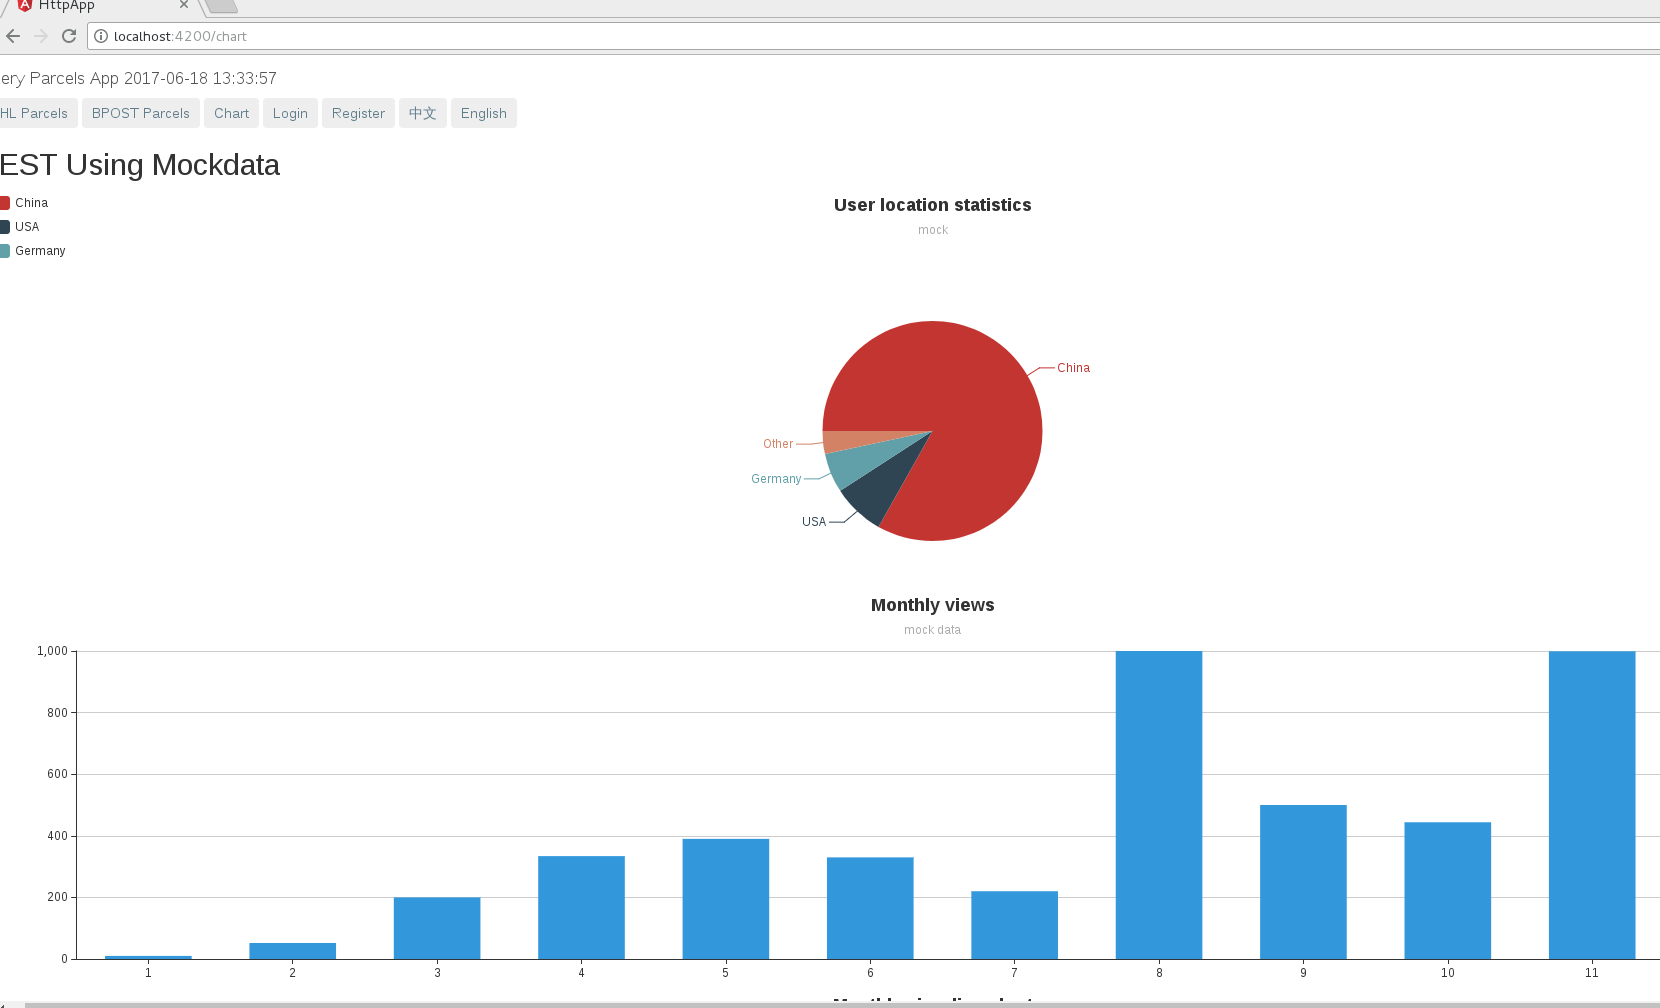 HttpApp
localhost:4200/chart
ery Parcels App 2017-06-18 13:33:57
HL Parcels BPOST Parcels Chart Login Register 中文 English
EST Using Mockdata
China
USA
Germany
User location statistics
mock
China
Other
Germany
USA
Monthly views
mock data
1,000
800
600
400
200
0
1 2 3 4 5 6 7 8 9 10 11